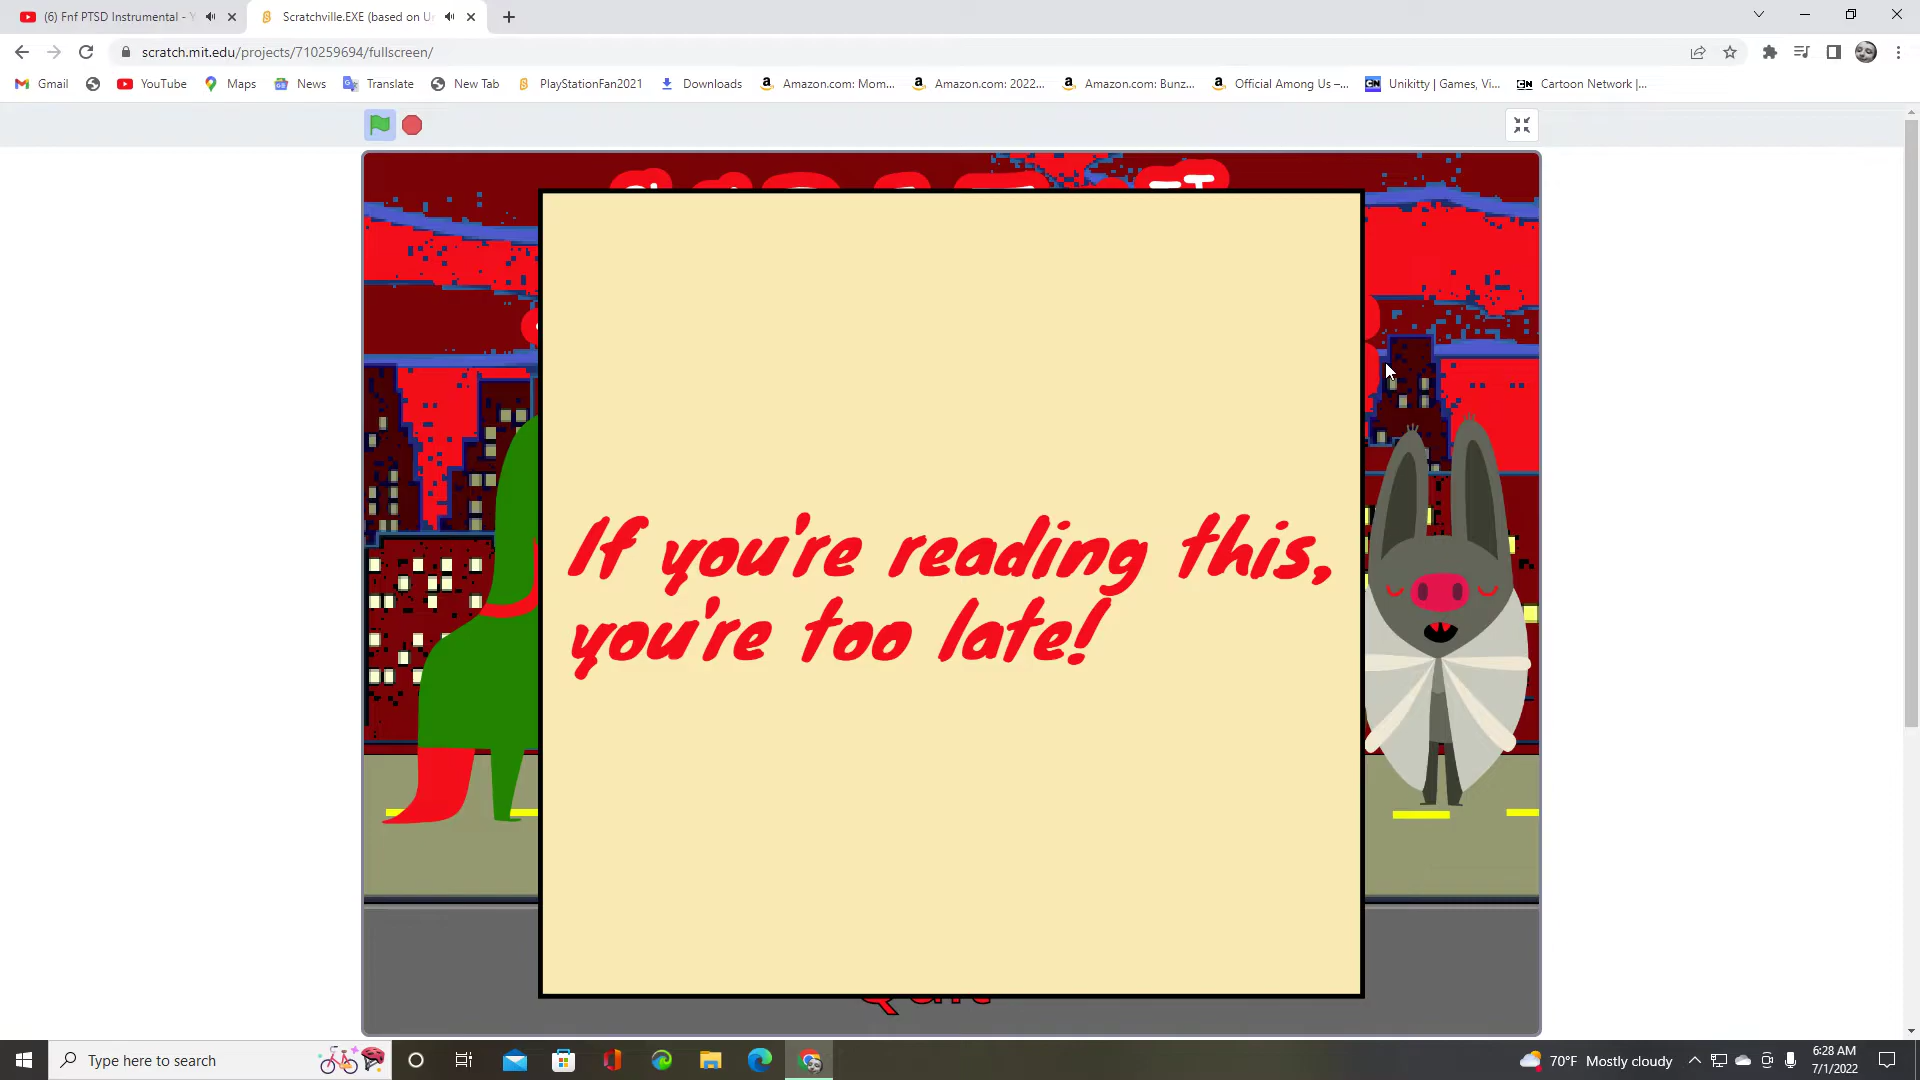 (6) Fnf PTSD Instrumental - Y
Scratchville.EXE (based on Ur
scratch.mit.edu/projects/710259694/fullscreen/
Gmail
YouTube
Maps
News
Translate
New Tab
PlayStationFan2021
Downloads
Amazon.com: Mom...
Amazon.com: 2022...
Amazon.com: Bunz...
Official Among Us –...
Unikitty | Games, Vi...
Cartoon Network |...
If you're reading this,
you're too late!
Quit
Type here to search
70°F Mostly cloudy
6:28 AM
7/1/2022